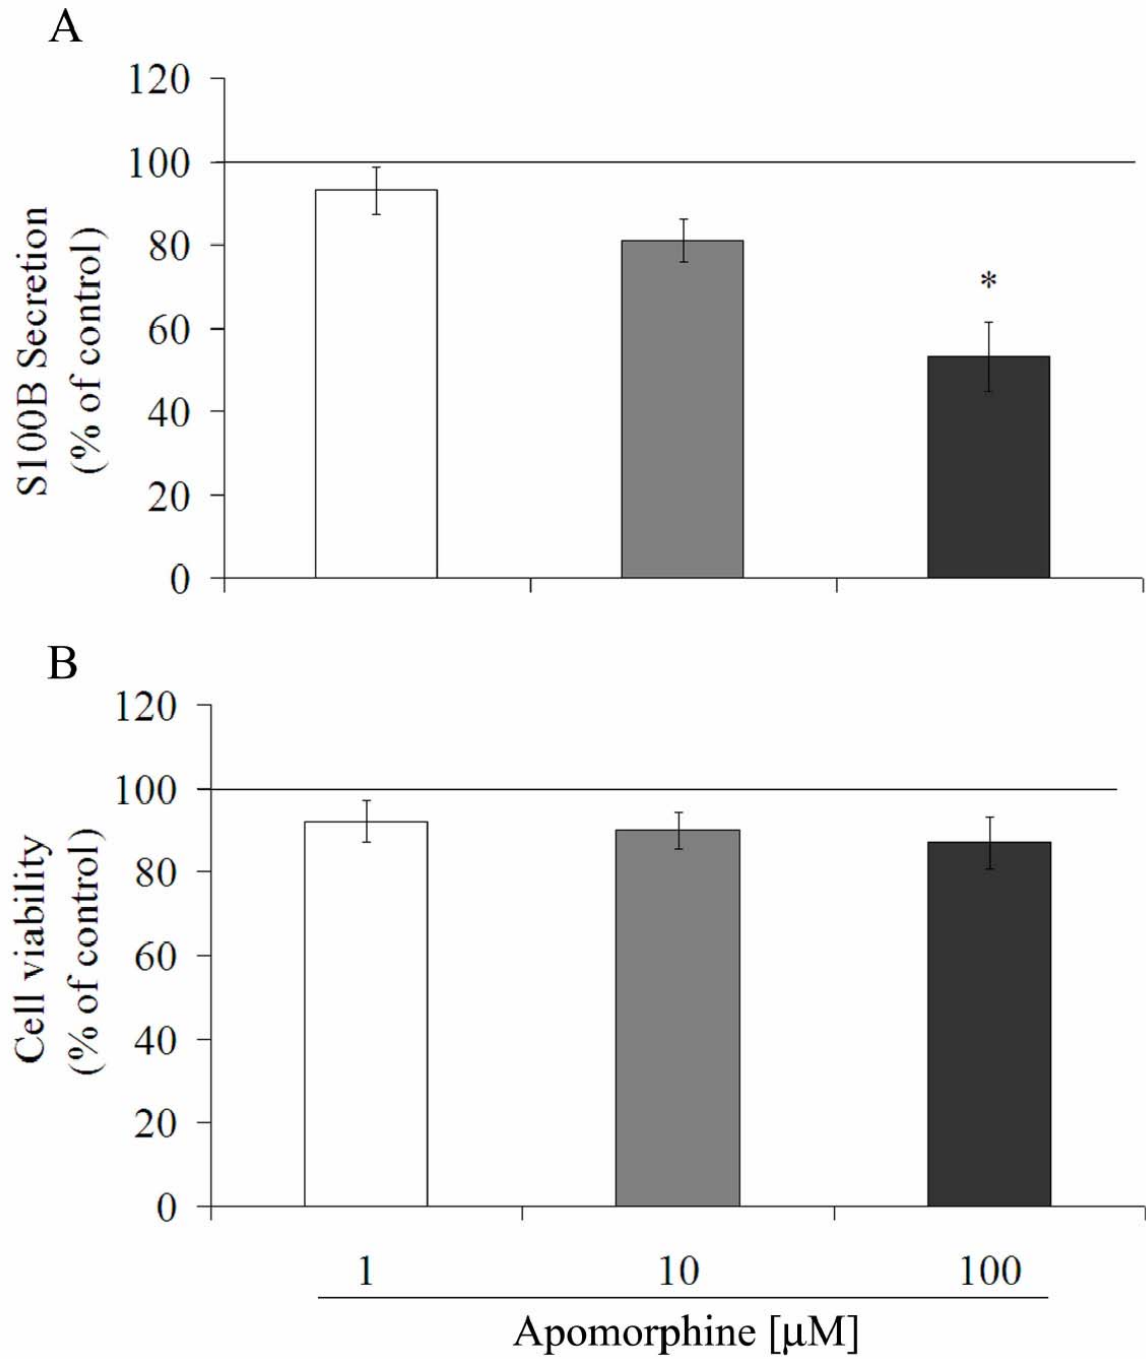 A
120
100
80
60
40
20
0
S100B Secretion
(% of control)
*
B
120
100
80
60
40
20
0
Cell viability
(% of control)
1 10 100
Apomorphine [μM]